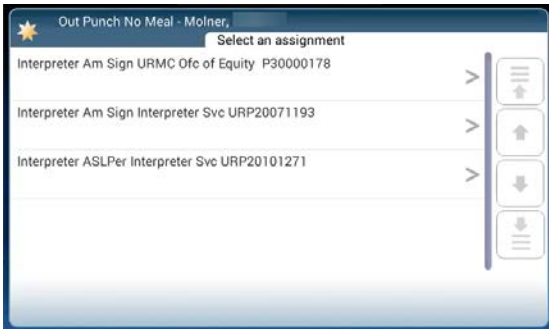 Out Punch No Meal - Molner,
Select an assignment
Interpreter Am Sign URMC Ofc of Equity P30000178
Interpreter Am Sign Interpreter Svc URP20071193
Interpreter ASLPer Interpreter Svc URP20101271